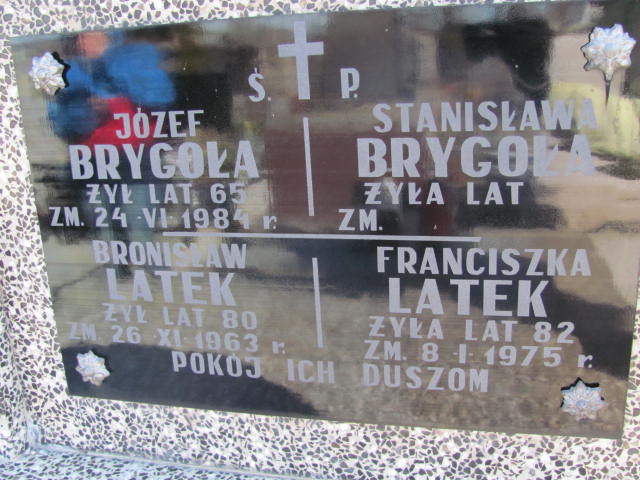 Ś. P.
JÓZEF
BRYGOŁA
ŻYŁ LAT 65
ZM. 24 VI 1984 r.
STANISŁAWA
BRYGOŁA
ŻYŁA LAT
ZM.
BRONISŁAW
LATEK
ŻYŁ LAT 80
ZM 26 XI 1963 r.
FRANCISZKA
LATEK
ŻYŁA LAT 82
ZM. 8 I 1975 r.
POKÓJ ICH DUSZOM